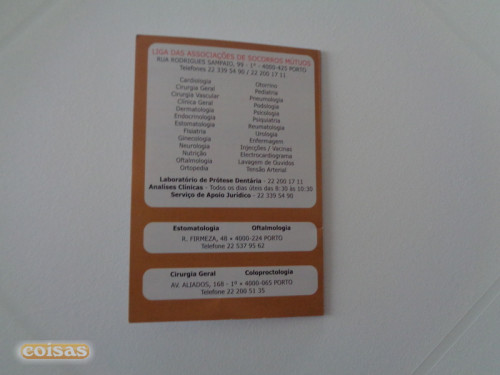 LIGA DAS ASSOCIAÇÕES DE SOCORROS MÚTUOS
RUA RODRIGUES SAMPAIO, 99 - 1º - 4000-425 PORTO
Telefones 22 339 54 90 / 22 200 17 11
Cardiologia
Cirurgia Geral
Cirurgia Vascular
Clínica Geral
Dermatologia
Endocrinologia
Estomatologia
Fisiatria
Ginecologia
Neurologia
Nutrição
Oftalmologia
Ortopedia
Otorrino
Pediatria
Pneumologia
Podologia
Psicologia
Psiquiatria
Reumatologia
Urologia
Enfermagem
Injecções / Vacinas
Electrocardiograma
Lavagem de Ouvidos
Tensão Arterial
Laboratório de Prótese Dentária - 22 200 17 11
Analises Clínicas - Todos os dias úteis das 8:30 às 10:30
Serviço de Apoio Jurídico - 22 339 54 90
Estomatologia Oftalmologia
R. FIRMEZA, 48 • 4000-224 PORTO
Telefone 22 537 95 62
Cirurgia Geral Coloproctologia
AV. ALIADOS, 168 - 1º • 4000-065 PORTO
Telefone 22 200 51 35
coisas